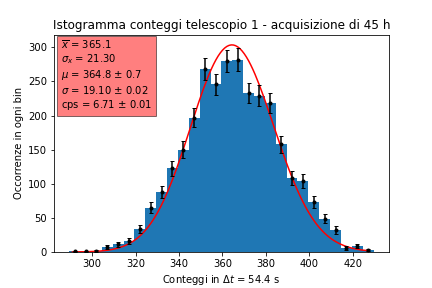 Istogramma conteggi telescopio 1 - acquisizione di 45 h
x̅ = 365.1
σₓ = 21.30
μ = 364.8 ± 0.7
σ = 19.10 ± 0.02
cps = 6.71 ± 0.01
Occorrenze in ogni bin
300
250
200
150
100
50
0
300 320 340 360 380 400 420
Conteggi in Δt = 54.4 s